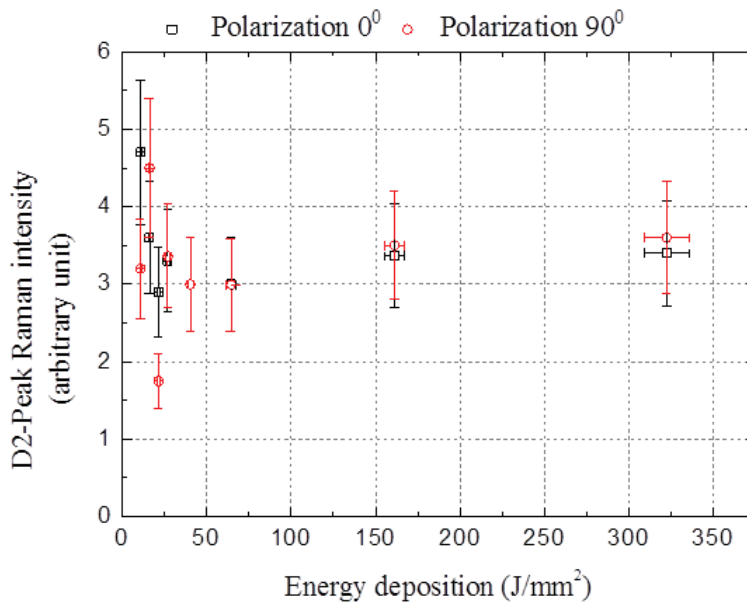 Polarization 0⁰ Polarization 90⁰
6
5
4
3
2
1
0
D2-Peak Raman intensity
(arbitrary unit)
0 50 100 150 200 250 300 350
Energy deposition (J/mm²)